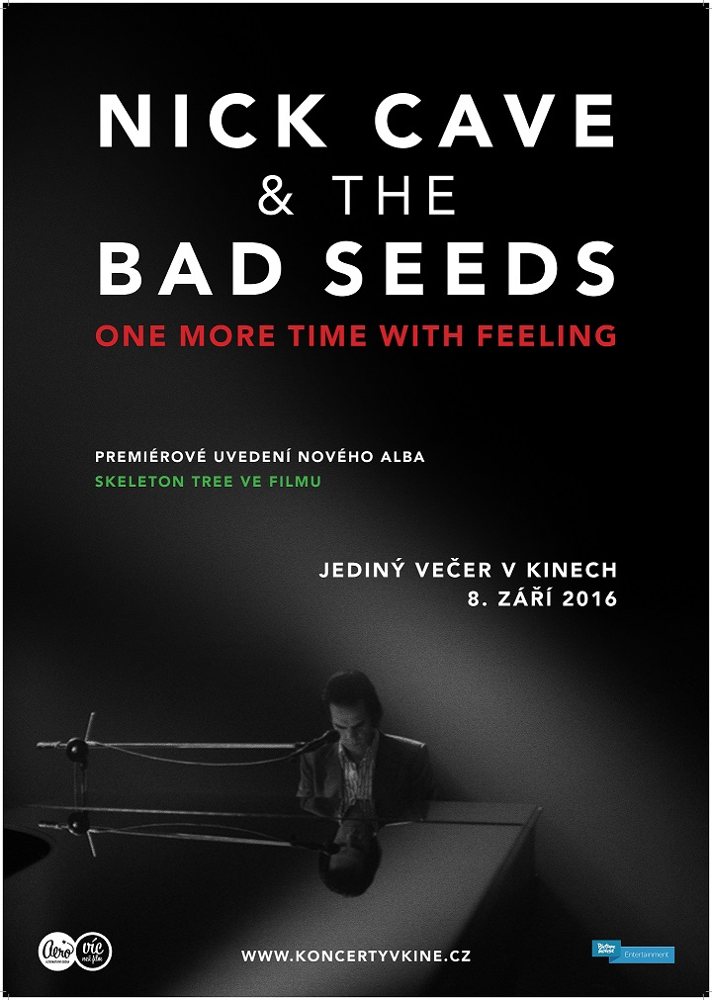 NICK CAVE
& THE
BAD SEEDS
ONE MORE TIME WITH FEELING
PREMIÉROVÉ UVEDENÍ NOVÉHO ALBA
SKELETON TREE VE FILMU
JEDINÝ VEČER V KINECH
8. ZÁŘÍ 2016
Aero
víc
než film
WWW.KONCERTYVKINE.CZ
Picture
house
Entertainment